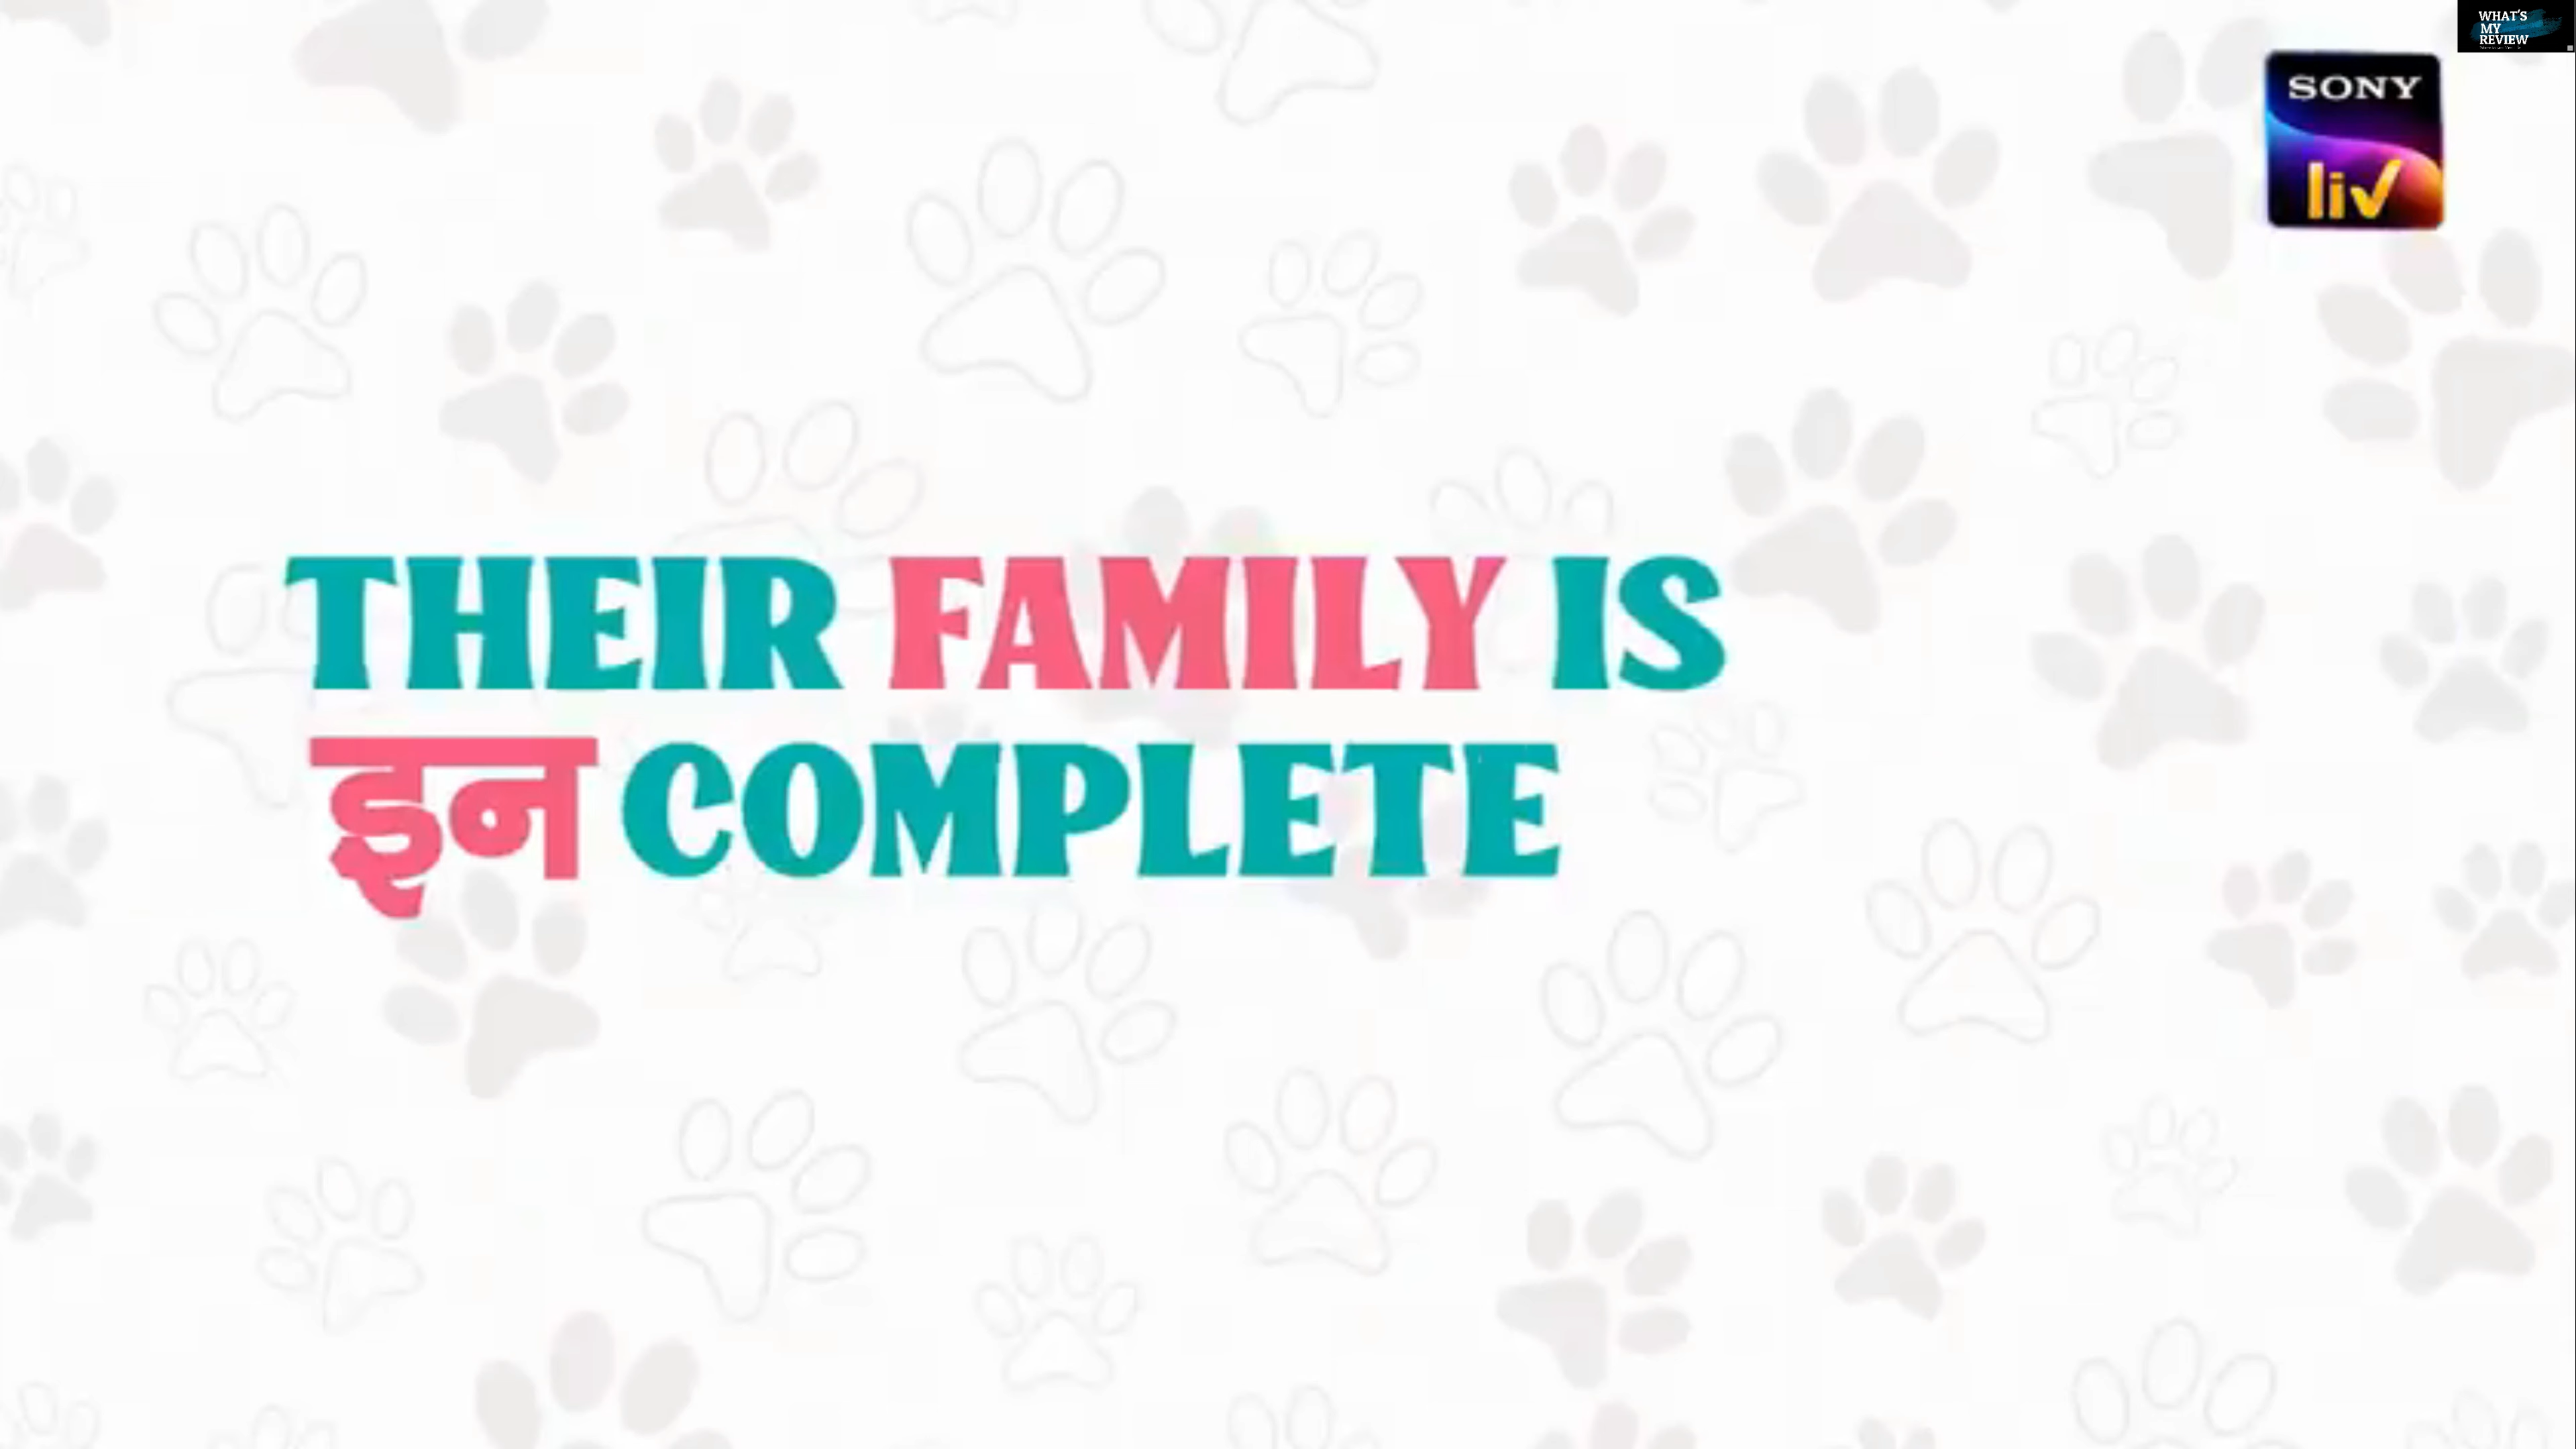 WHAT'S
MY
REVIEW
SONY
liv
THEIR FAMILY IS
इन COMPLETE